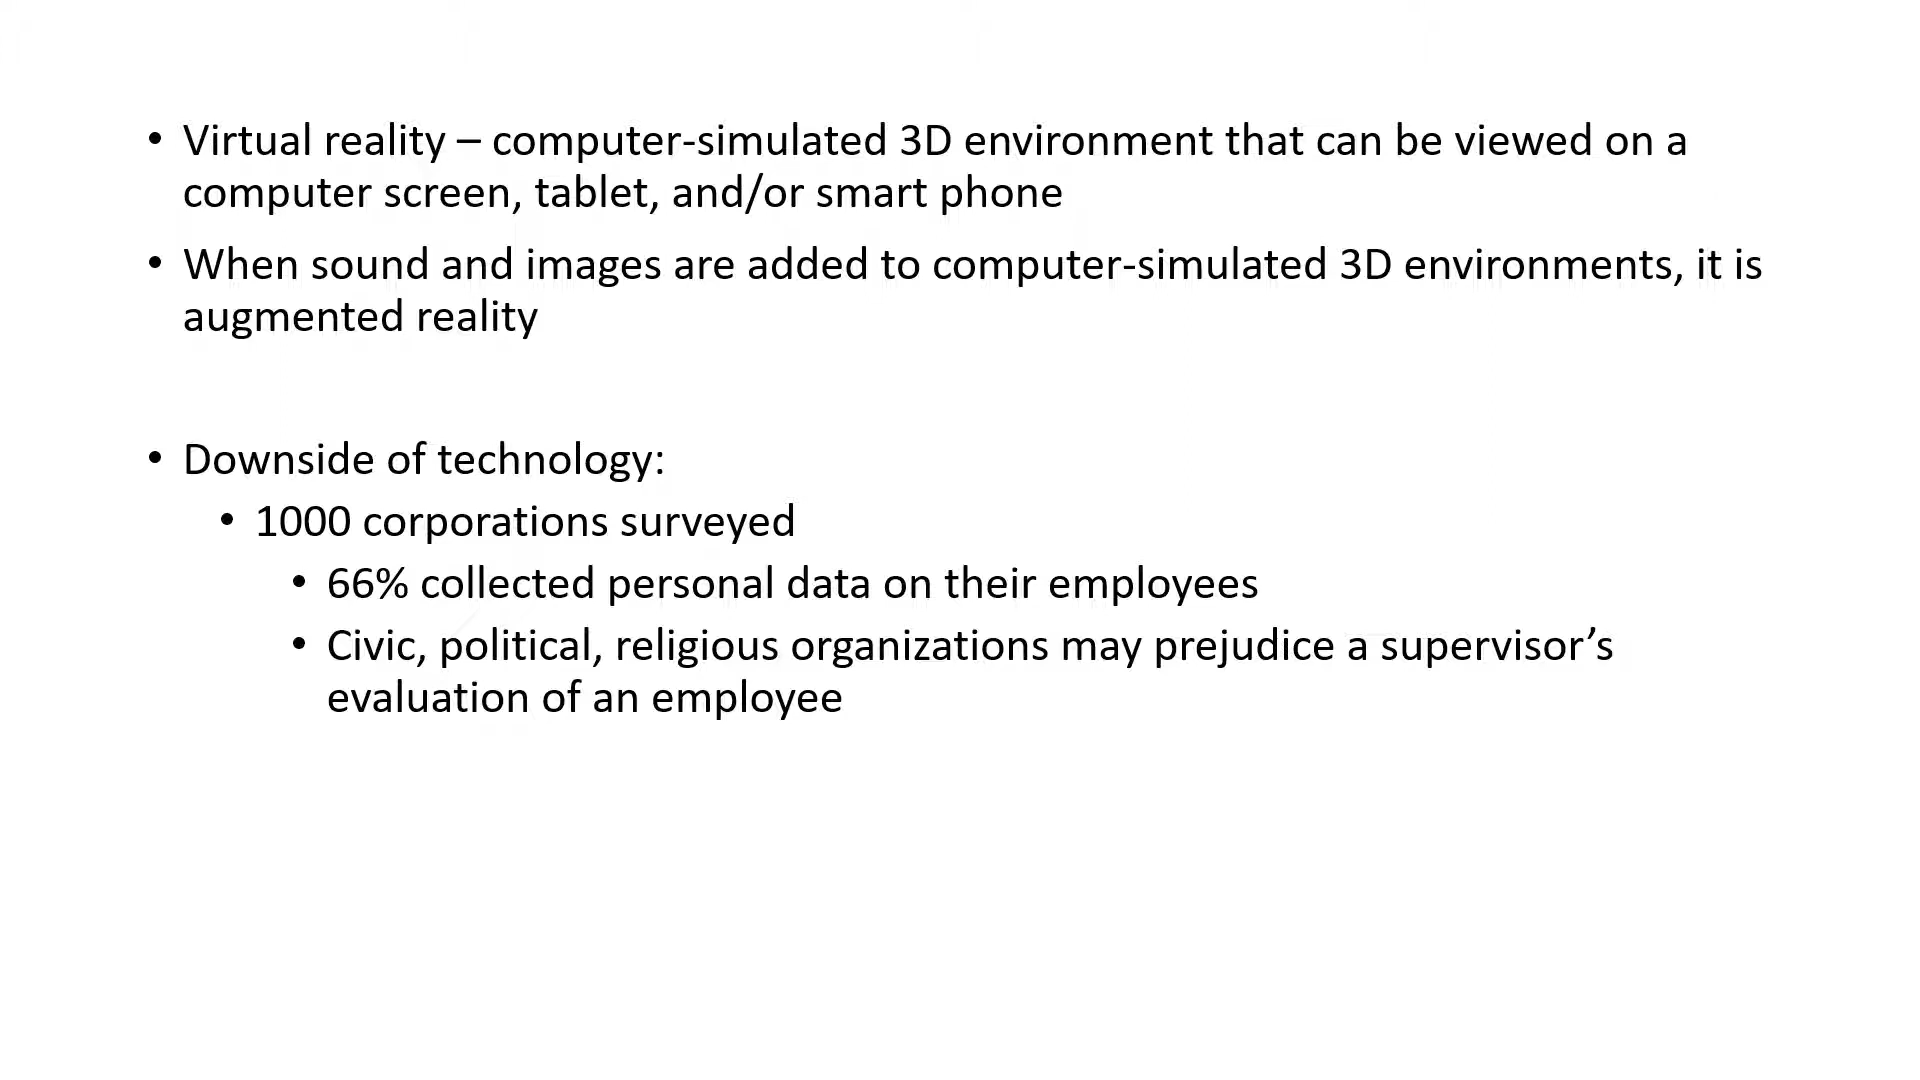 • Virtual reality – computer-simulated 3D environment that can be viewed on a
computer screen, tablet, and/or smart phone
• When sound and images are added to computer-simulated 3D environments, it is
augmented reality
• Downside of technology:
• 1000 corporations surveyed
• 66% collected personal data on their employees
• Civic, political, religious organizations may prejudice a supervisor’s
evaluation of an employee